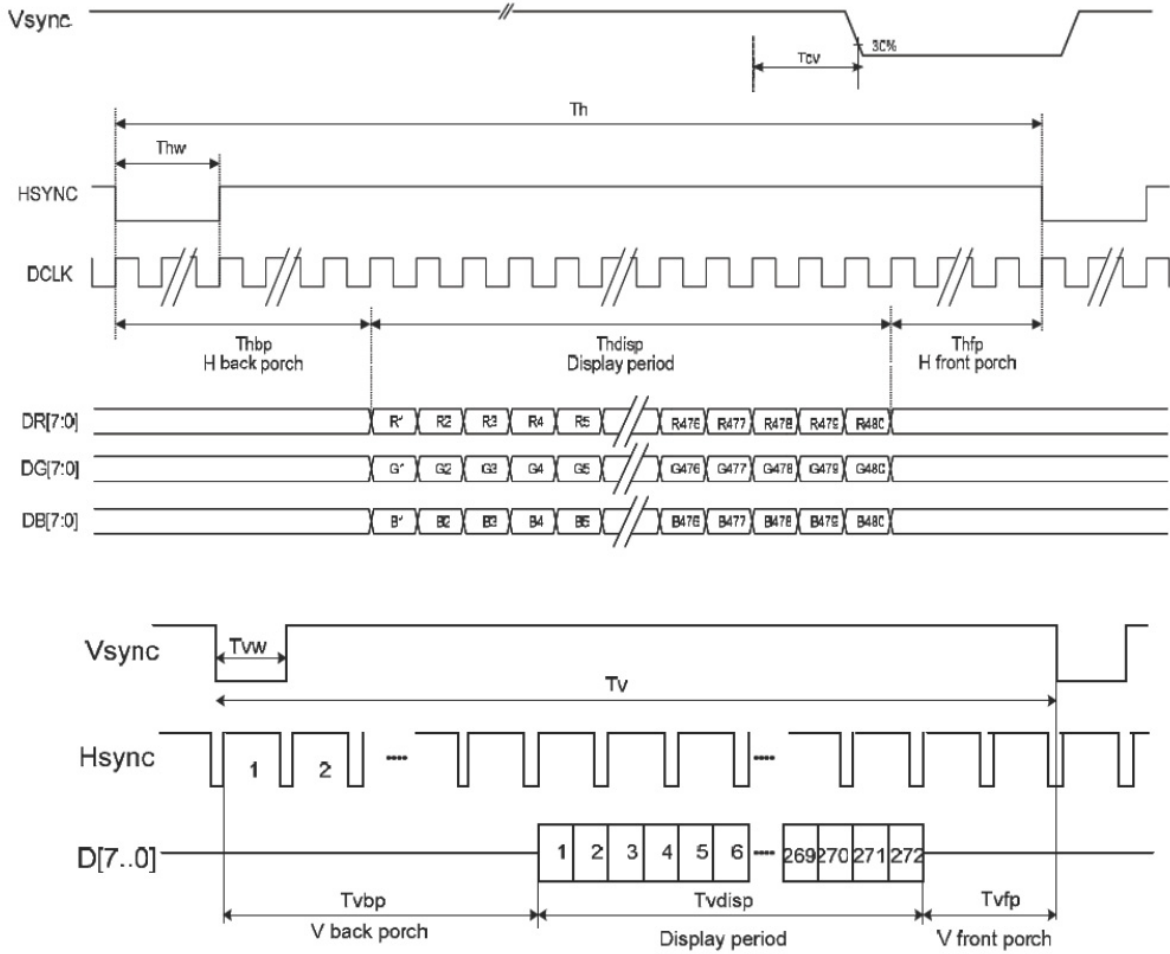 Vsync
30%
Tcv
Th
Thw
HSYNC
DCLK
Thbp Thdisp Thfp
H back porch Display period H front porch
DR[7:0] R1 R2 R3 R4 R5 R476 R477 R478 R479 R480
DG[7:0] G1 G2 G3 G4 G5 G476 G477 G478 G479 G480
DB[7:0] B1 B2 B3 B4 B5 B476 B477 B478 B479 B480
Vsync Tvw
Tv
Hsync 1 2 ----
----
D[7..0] 1 2 3 4 5 6 ---- 269 270 271 272
Tvbp Tvdisp Tvfp
V back porch Display period V front porch